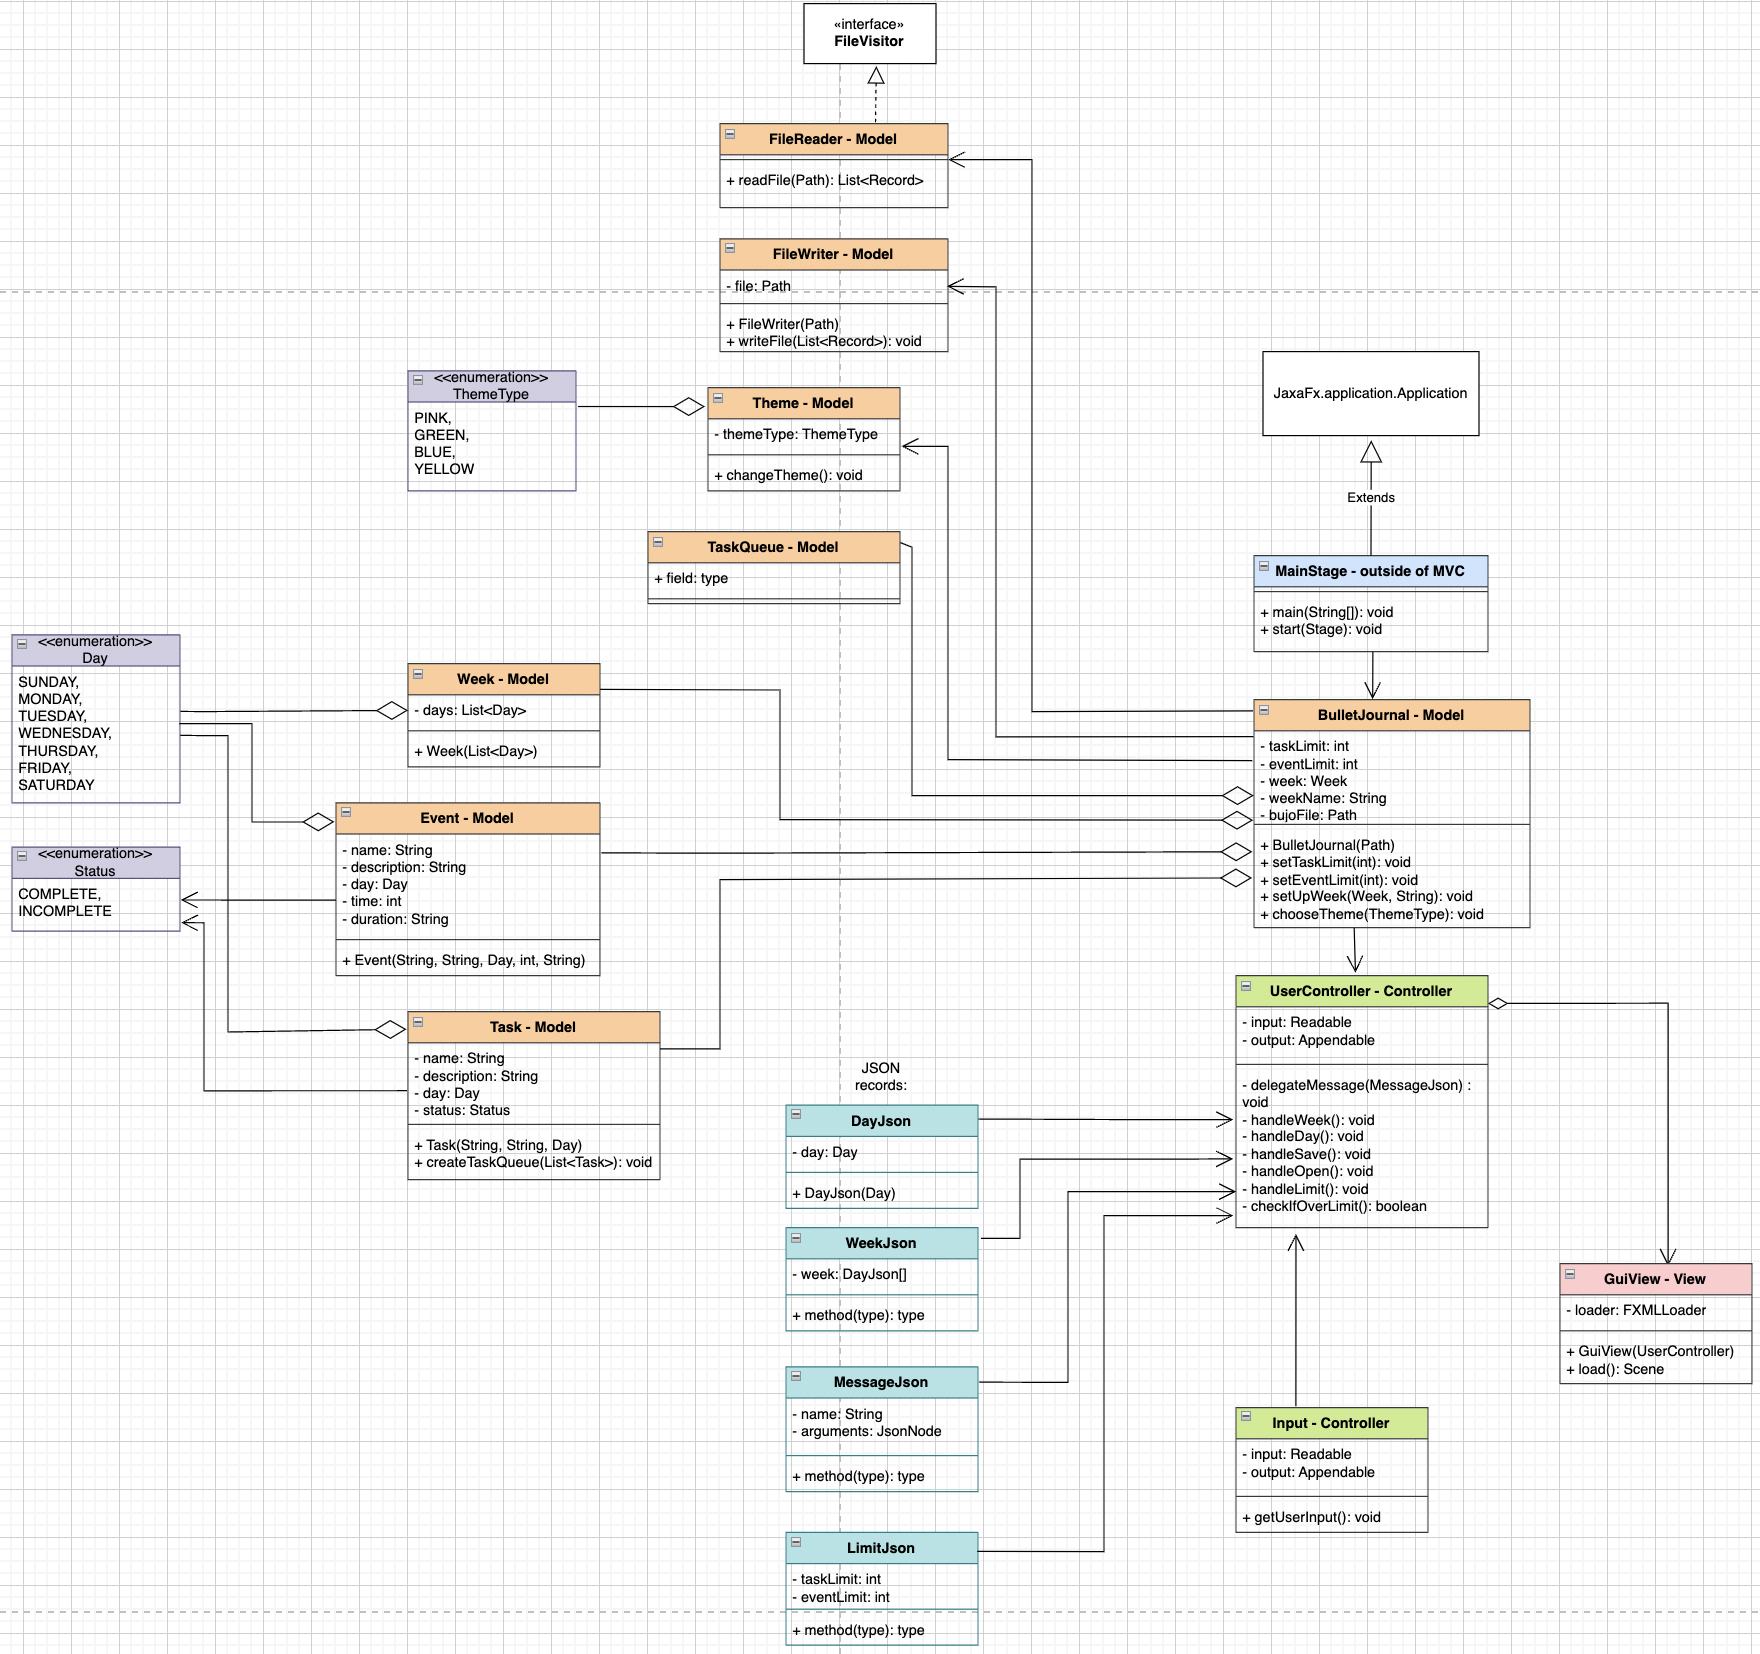 «interface»
FileVisitor
FileReader - Model
+ readFile(Path): List<Record>
FileWriter - Model
- file: Path
+ FileWriter(Path)
+ writeFile(List<Record>): void
<<enumeration>>
ThemeType
PINK,
GREEN,
BLUE,
YELLOW
Theme - Model
- themeType: ThemeType
+ changeTheme(): void
JaxaFx.application.Application
Extends
TaskQueue - Model
+ field: type
MainStage - outside of MVC
+ main(String[]): void
+ start(Stage): void
<<enumeration>>
Day
SUNDAY,
MONDAY,
TUESDAY,
WEDNESDAY,
THURSDAY,
FRIDAY,
SATURDAY
Week - Model
- days: List<Day>
+ Week(List<Day>)
BulletJournal - Model
- taskLimit: int
- eventLimit: int
- week: Week
- weekName: String
- bujoFile: Path
+ BulletJournal(Path)
+ setTaskLimit(int): void
+ setEventLimit(int): void
+ setUpWeek(Week, String): void
+ chooseTheme(ThemeType): void
Event - Model
- name: String
- description: String
- day: Day
- time: int
- duration: String
+ Event(String, String, Day, int, String)
<<enumeration>>
Status
COMPLETE,
INCOMPLETE
Task - Model
- name: String
- description: String
- day: Day
- status: Status
+ Task(String, String, Day)
+ createTaskQueue(List<Task>): void
UserController - Controller
- input: Readable
- output: Appendable
- delegateMessage(MessageJson) :
void
- handleWeek(): void
- handleDay(): void
- handleSave(): void
- handleOpen(): void
- handleLimit(): void
- checkIfOverLimit(): boolean
JSON
records:
DayJson
- day: Day
+ DayJson(Day)
WeekJson
- week: DayJson[]
+ method(type): type
GuiView - View
- loader: FXMLLoader
+ GuiView(UserController)
+ load(): Scene
MessageJson
- name: String
- arguments: JsonNode
+ method(type): type
Input - Controller
- input: Readable
- output: Appendable
+ getUserInput(): void
LimitJson
- taskLimit: int
- eventLimit: int
+ method(type): type